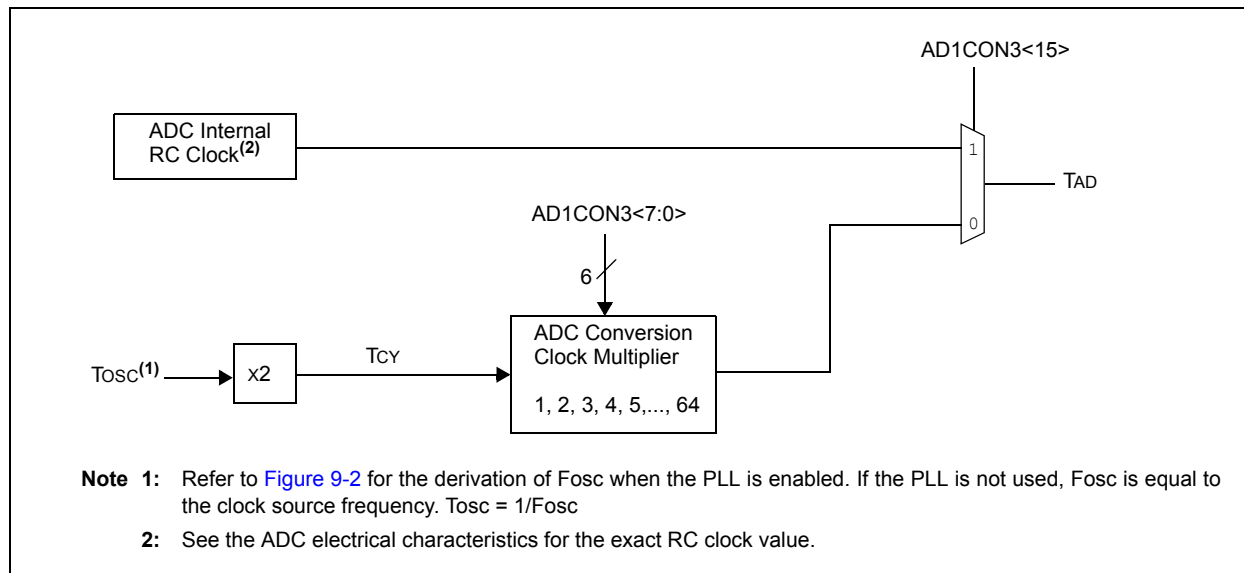 AD1CON3<15>
ADC Internal
RC Clock(2)
1
TAD
AD1CON3<7:0>
0
6
ADC Conversion
Clock Multiplier
1, 2, 3, 4, 5,..., 64
TOSC(1)
X2
TCY
Note 1: Refer to Figure 9-2 for the derivation of Fosc when the PLL is enabled. If the PLL is not used, Fosc is equal to
the clock source frequency. Tosc = 1/Fosc
2: See the ADC electrical characteristics for the exact RC clock value.